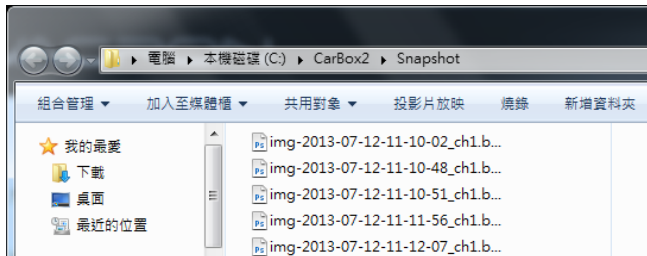 電腦 ▸ 本機磁碟 (C:) ▸ CarBox2 ▸ Snapshot
組合管理 ▼ 加入至媒體櫃 ▼ 共用對象 ▼ 投影片放映 燒錄 新增資料夾
我的最愛
下載
桌面
最近的位置
img-2013-07-12-11-10-02_ch1.b...
img-2013-07-12-11-10-48_ch1.b...
img-2013-07-12-11-10-51_ch1.b...
img-2013-07-12-11-11-56_ch1.b...
img-2013-07-12-11-12-07_ch1.b...